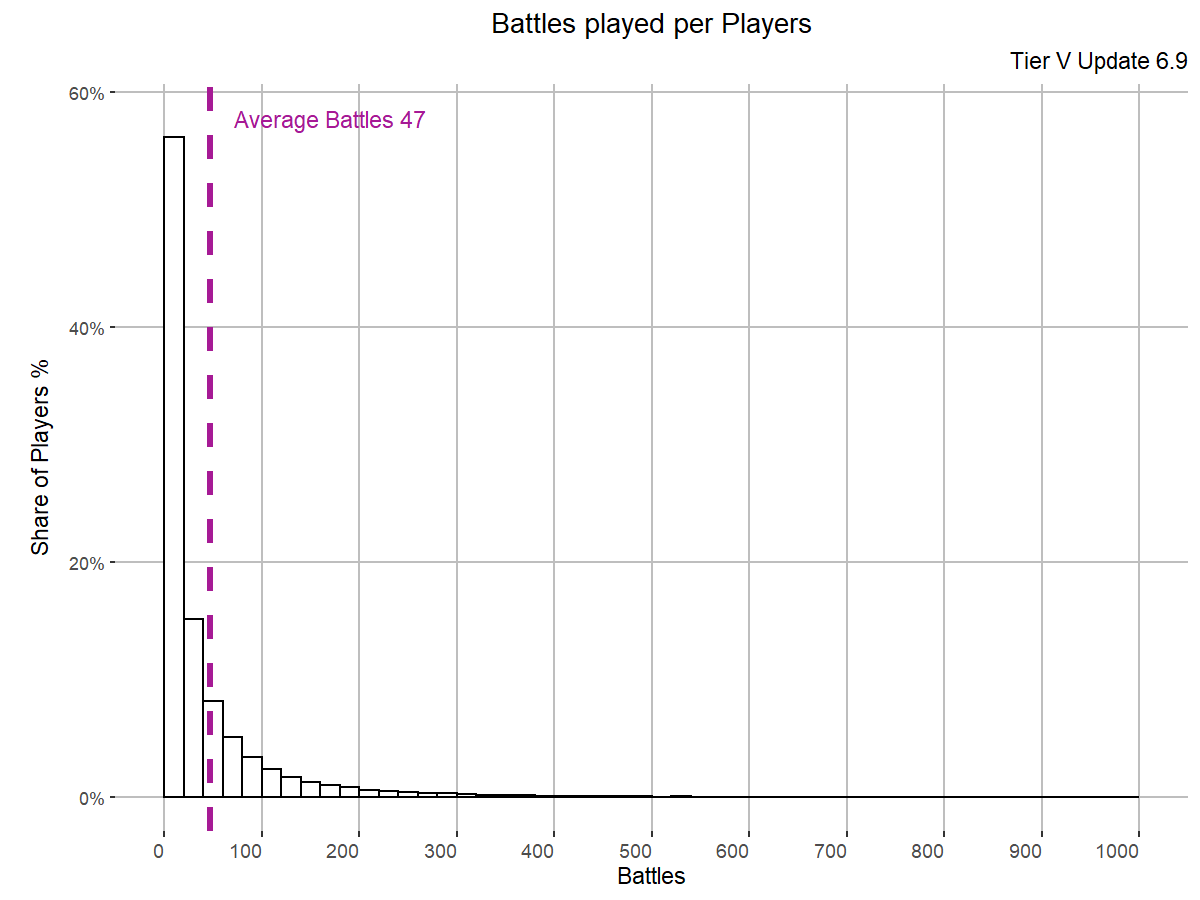 Battles played per Players
Tier V Update 6.9
Average Battles 47
Share of Players %
60%
40%
20%
0%
0 100 200 300 400 500 600 700 800 900 1000
Battles